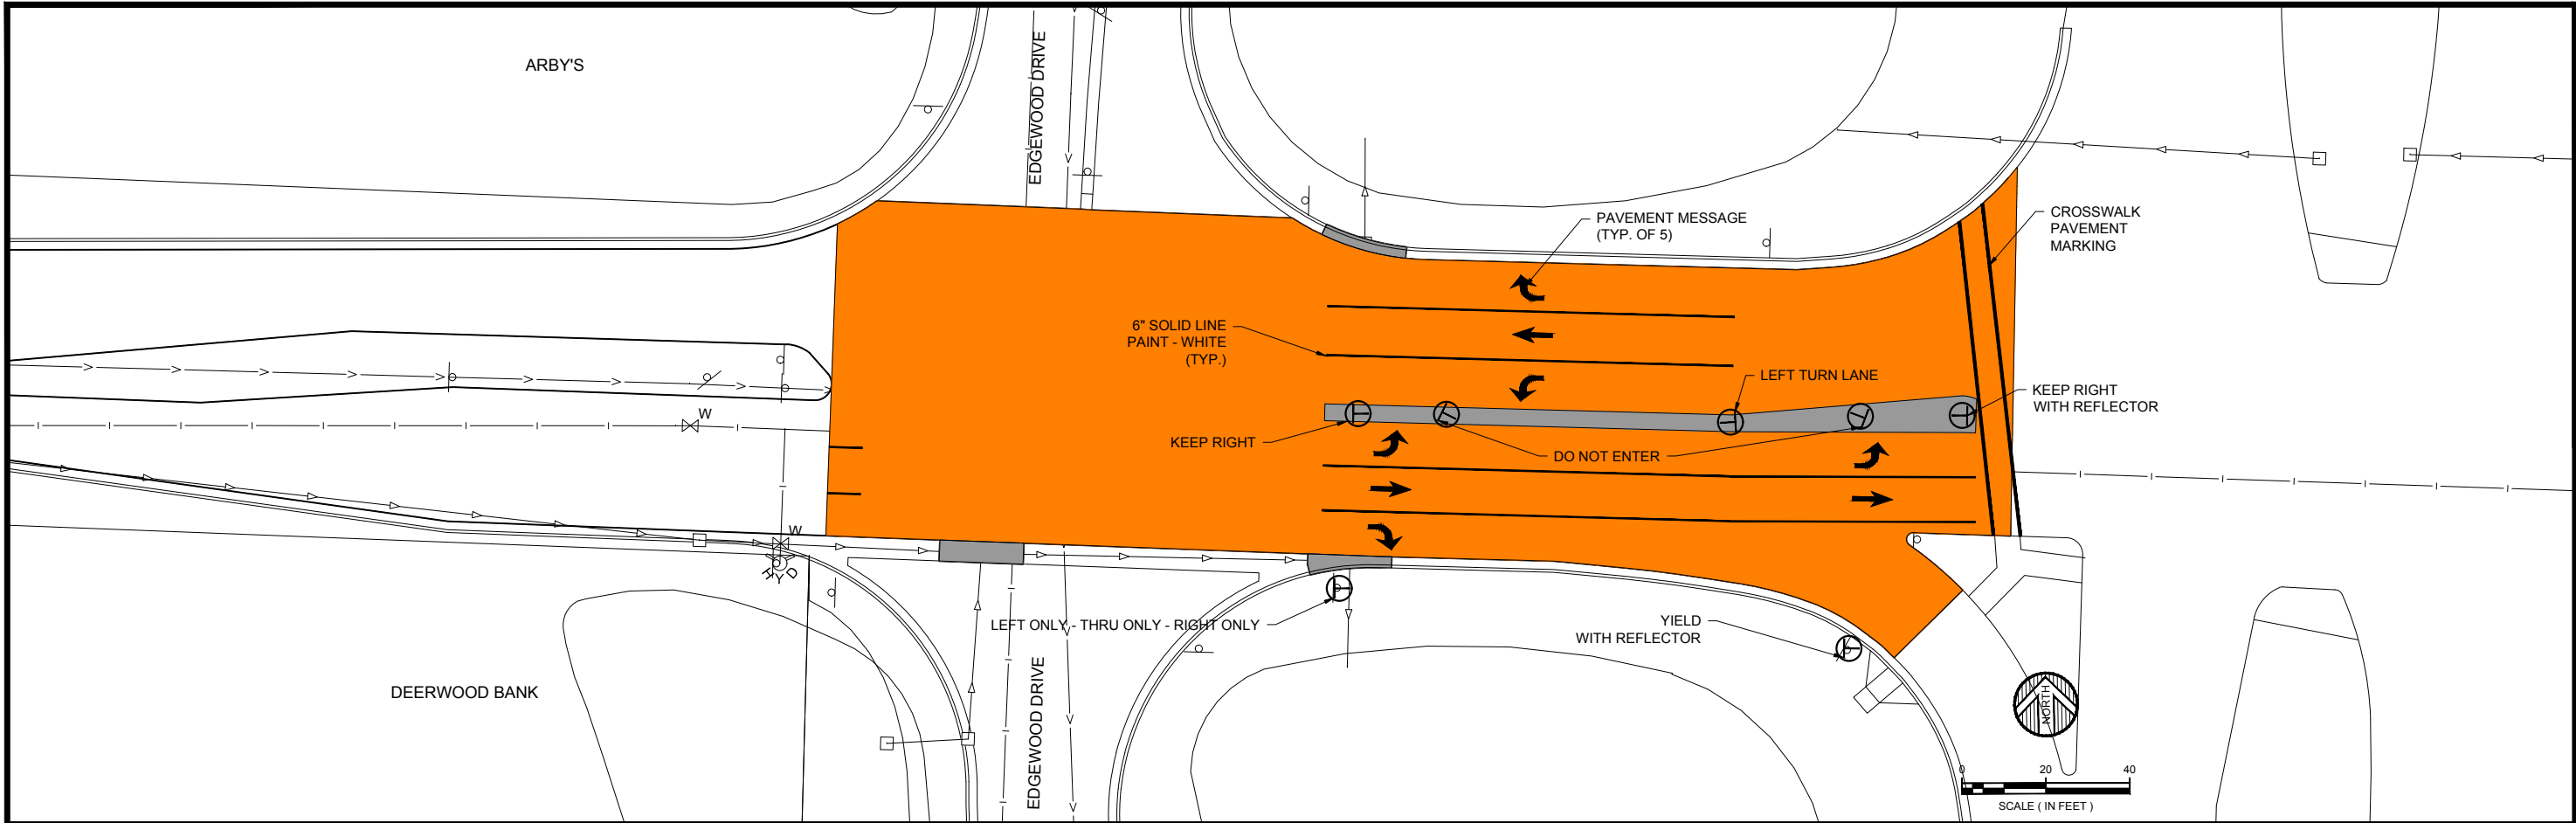 ARBY'S
EDGEWOOD DRIVE
PAVEMENT MESSAGE
(TYP. OF 5)
CROSSWALK
PAVEMENT
MARKING
6" SOLID LINE
PAINT - WHITE
(TYP.)
LEFT TURN LANE
KEEP RIGHT
WITH REFLECTOR
W
KEEP RIGHT
DO NOT ENTER
W
HYD
LEFT ONLY - THRU ONLY - RIGHT ONLY
YIELD
WITH REFLECTOR
DEERWOOD BANK
EDGEWOOD DRIVE
NORTH
0 20 40
SCALE ( IN FEET )